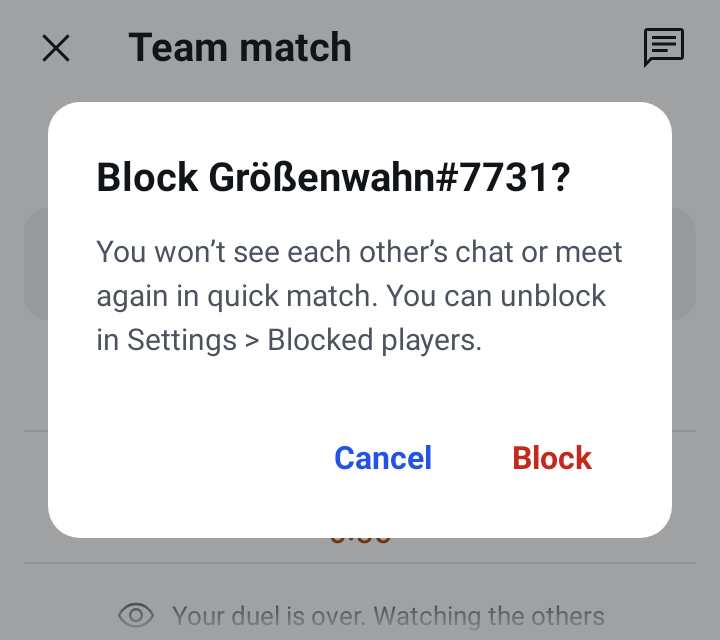 Team match
Block Größenwahn#7731?
You won’t see each other’s chat or meet
again in quick match. You can unblock
in Settings > Blocked players.
Cancel
Block
Your duel is over. Watching the others